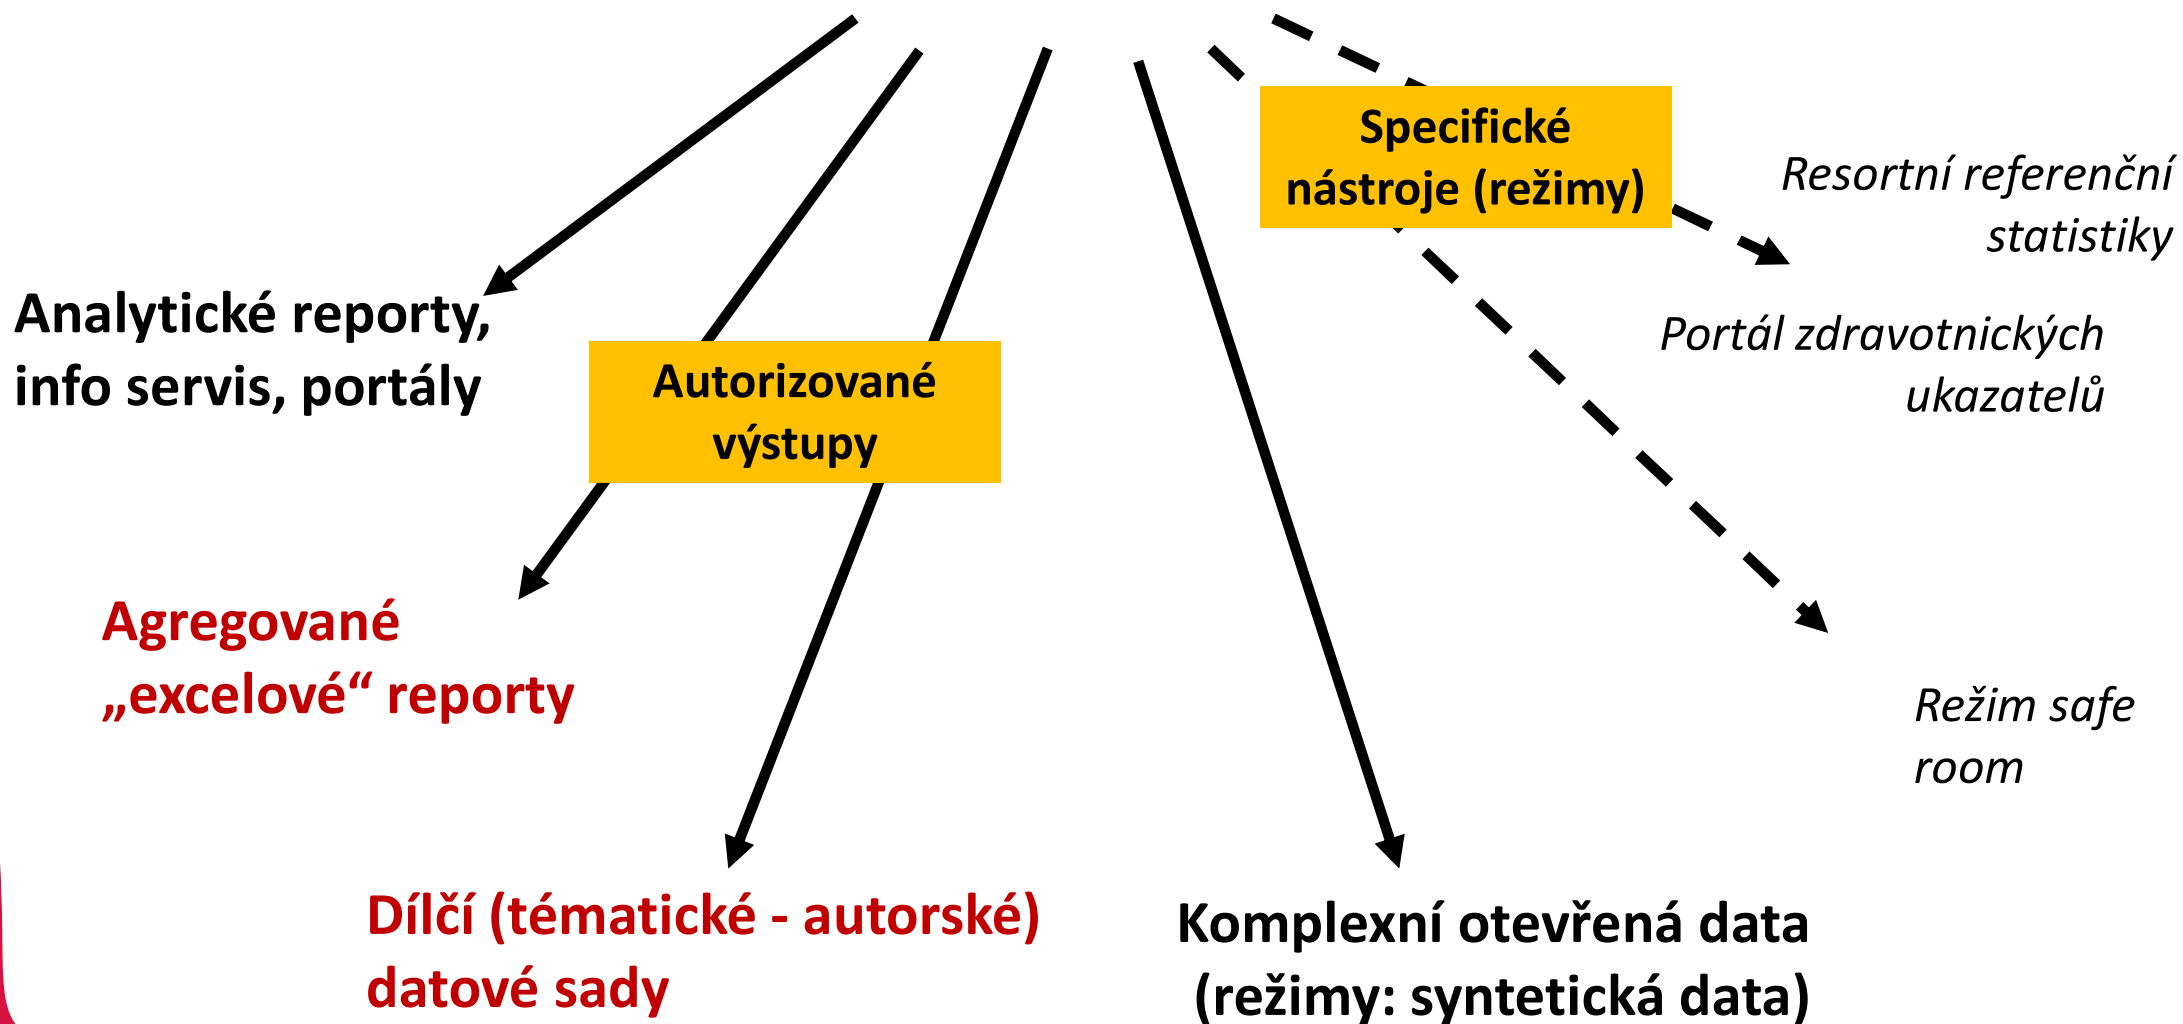 Specifické
nástroje (režimy)
Resortní referenční
statistiky
Analytické reporty,
info servis, portály
Portál zdravotnických
ukazatelů
Autorizované
výstupy
Agregované
„excelové“ reporty
Režim safe
room
Dílčí (tématické - autorské)
datové sady
Komplexní otevřená data
(režimy: syntetická data)